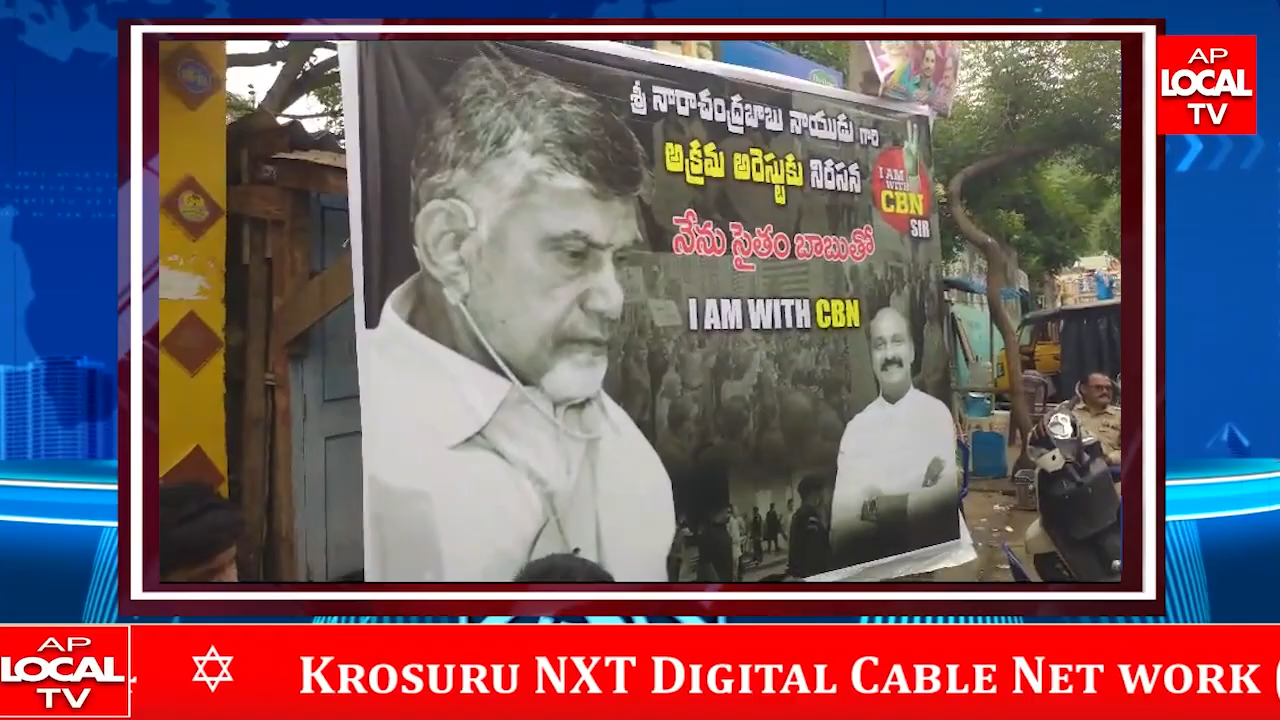 AP
LOCAL
TV
శ్రీ నారాచంద్రబాబు నాయుడు గారి
అక్రమ అరెస్టుకు నిరసన
నేను సైతం బాబుతో
I AM WITH CBN
I AM
WITH
CBN
SIR
AP
LOCAL
TV
KROSURU NXT DIGITAL CABLE NET WORK (